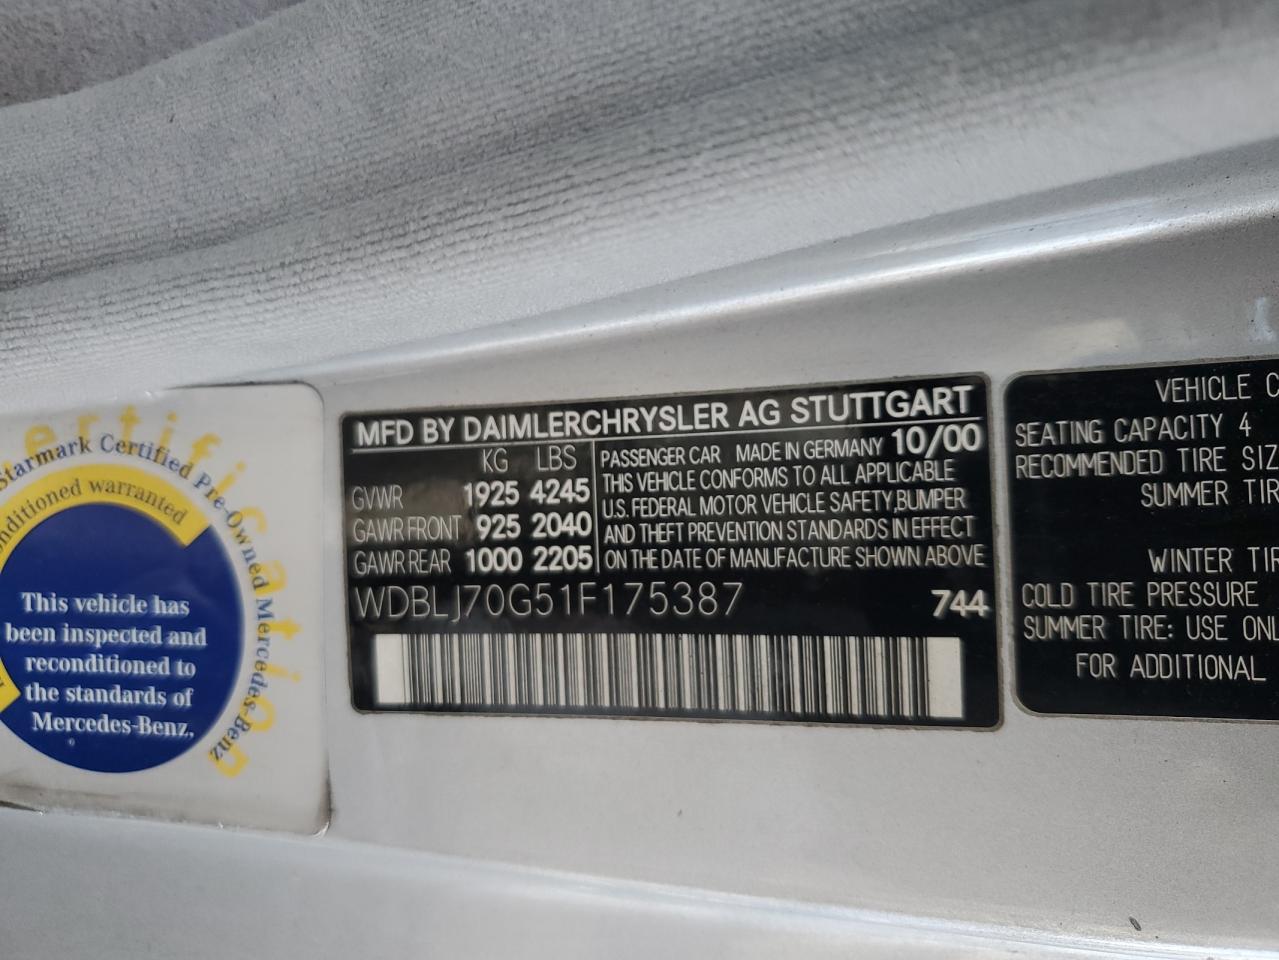 ertification
Starmark Certified Pre-Owned Mercedes-Benz
conditioned warranted
This vehicle has
been inspected and
reconditioned to
the standards of
Mercedes-Benz.
MFD BY DAIMLERCHRYSLER AG STUTTGART
KG LBS
GVWR 1925 4245
GAWR FRONT 925 2040
GAWR REAR 1000 2205
PASSENGER CAR MADE IN GERMANY 10/00
THIS VEHICLE CONFORMS TO ALL APPLICABLE
U.S. FEDERAL MOTOR VEHICLE SAFETY,BUMPER
AND THEFT PREVENTION STANDARDS IN EFFECT
ON THE DATE OF MANUFACTURE SHOWN ABOVE
WDBLJ70G51F175387 744
VEHICLE C
SEATING CAPACITY 4
RECOMMENDED TIRE SIZ
SUMMER TIR
WINTER TIR
COLD TIRE PRESSURE
SUMMER TIRE: USE ONL
FOR ADDITIONAL